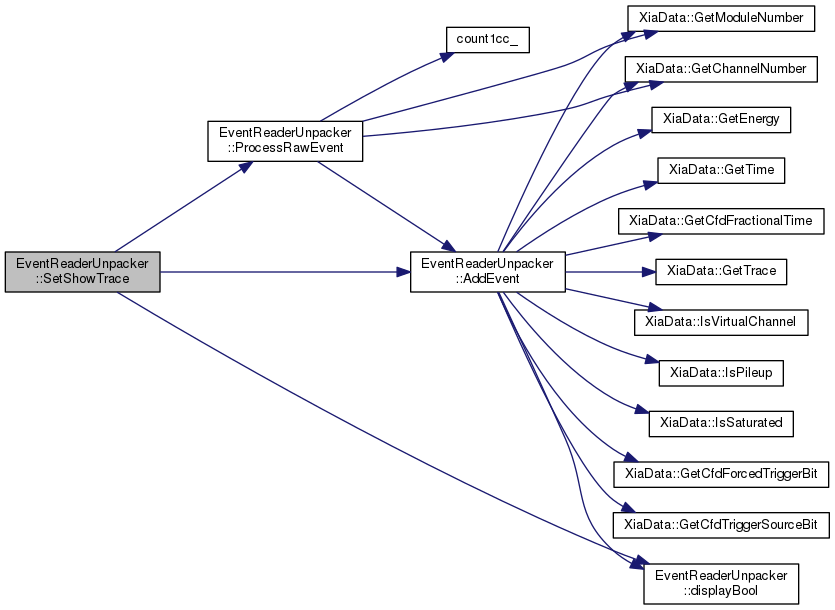 XiaData::GetModuleNumber
count1cc_
XiaData::GetChannelNumber
XiaData::GetEnergy
EventReaderUnpacker
::ProcessRawEvent
XiaData::GetTime
XiaData::GetCfdFractionalTime
EventReaderUnpacker
::SetShowTrace
EventReaderUnpacker
::AddEvent
XiaData::GetTrace
XiaData::IsVirtualChannel
XiaData::IsPileup
XiaData::IsSaturated
XiaData::GetCfdForcedTriggerBit
XiaData::GetCfdTriggerSourceBit
EventReaderUnpacker
::displayBool